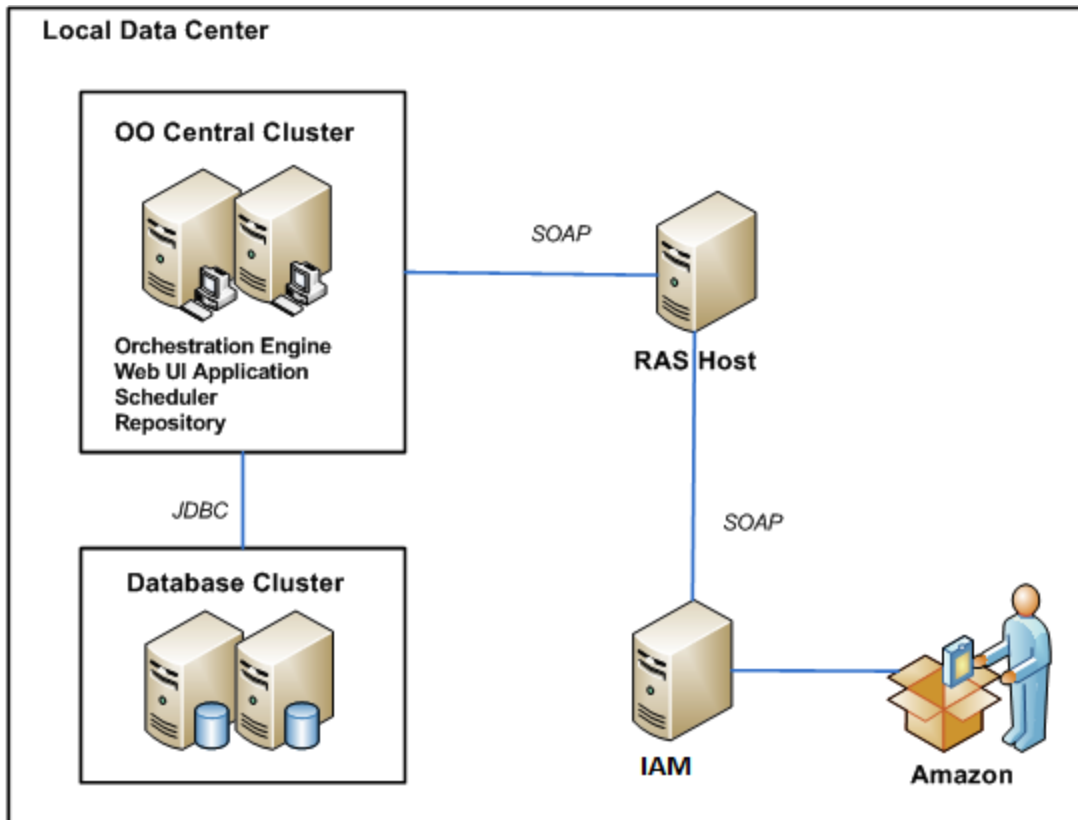 Local Data Center
OO Central Cluster
Orchestration Engine
Web UI Application
Scheduler
Repository
SOAP
RAS Host
JDBC
SOAP
Database Cluster
IAM
Amazon